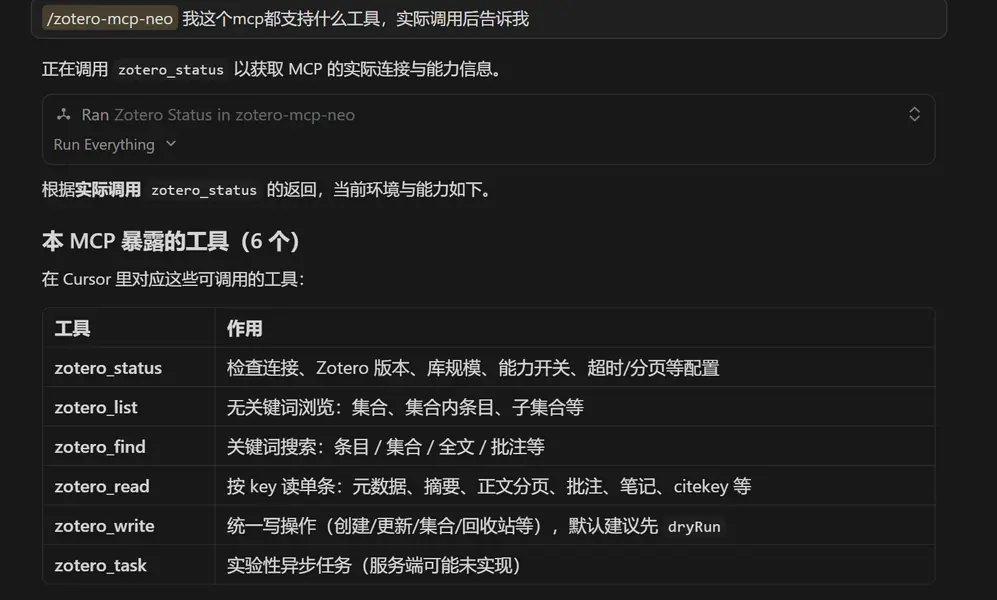 /zotero-mcp-neo 我这个mcp都支持什么工具，实际调用后告诉我
正在调用 zotero_status 以获取 MCP 的实际连接与能力信息。
Ran Zotero Status in zotero-mcp-neo
Run Everything
根据实际调用 zotero_status 的返回，当前环境与能力如下。
本 MCP 暴露的工具（6 个）
在 Cursor 里对应这些可调用的工具：
工具 作用
zotero_status 检查连接、Zotero 版本、库规模、能力开关、超时/分页等配置
zotero_list 无关键词浏览：集合、集合内条目、子集合等
zotero_find 关键词搜索：条目 / 集合 / 全文 / 批注等
zotero_read 按 key 读单条：元数据、摘要、正文分页、批注、笔记、citekey 等
zotero_write 统一写操作（创建/更新/集合/回收站等），默认建议先 dryRun
zotero_task 实验性异步任务（服务端可能未实现）